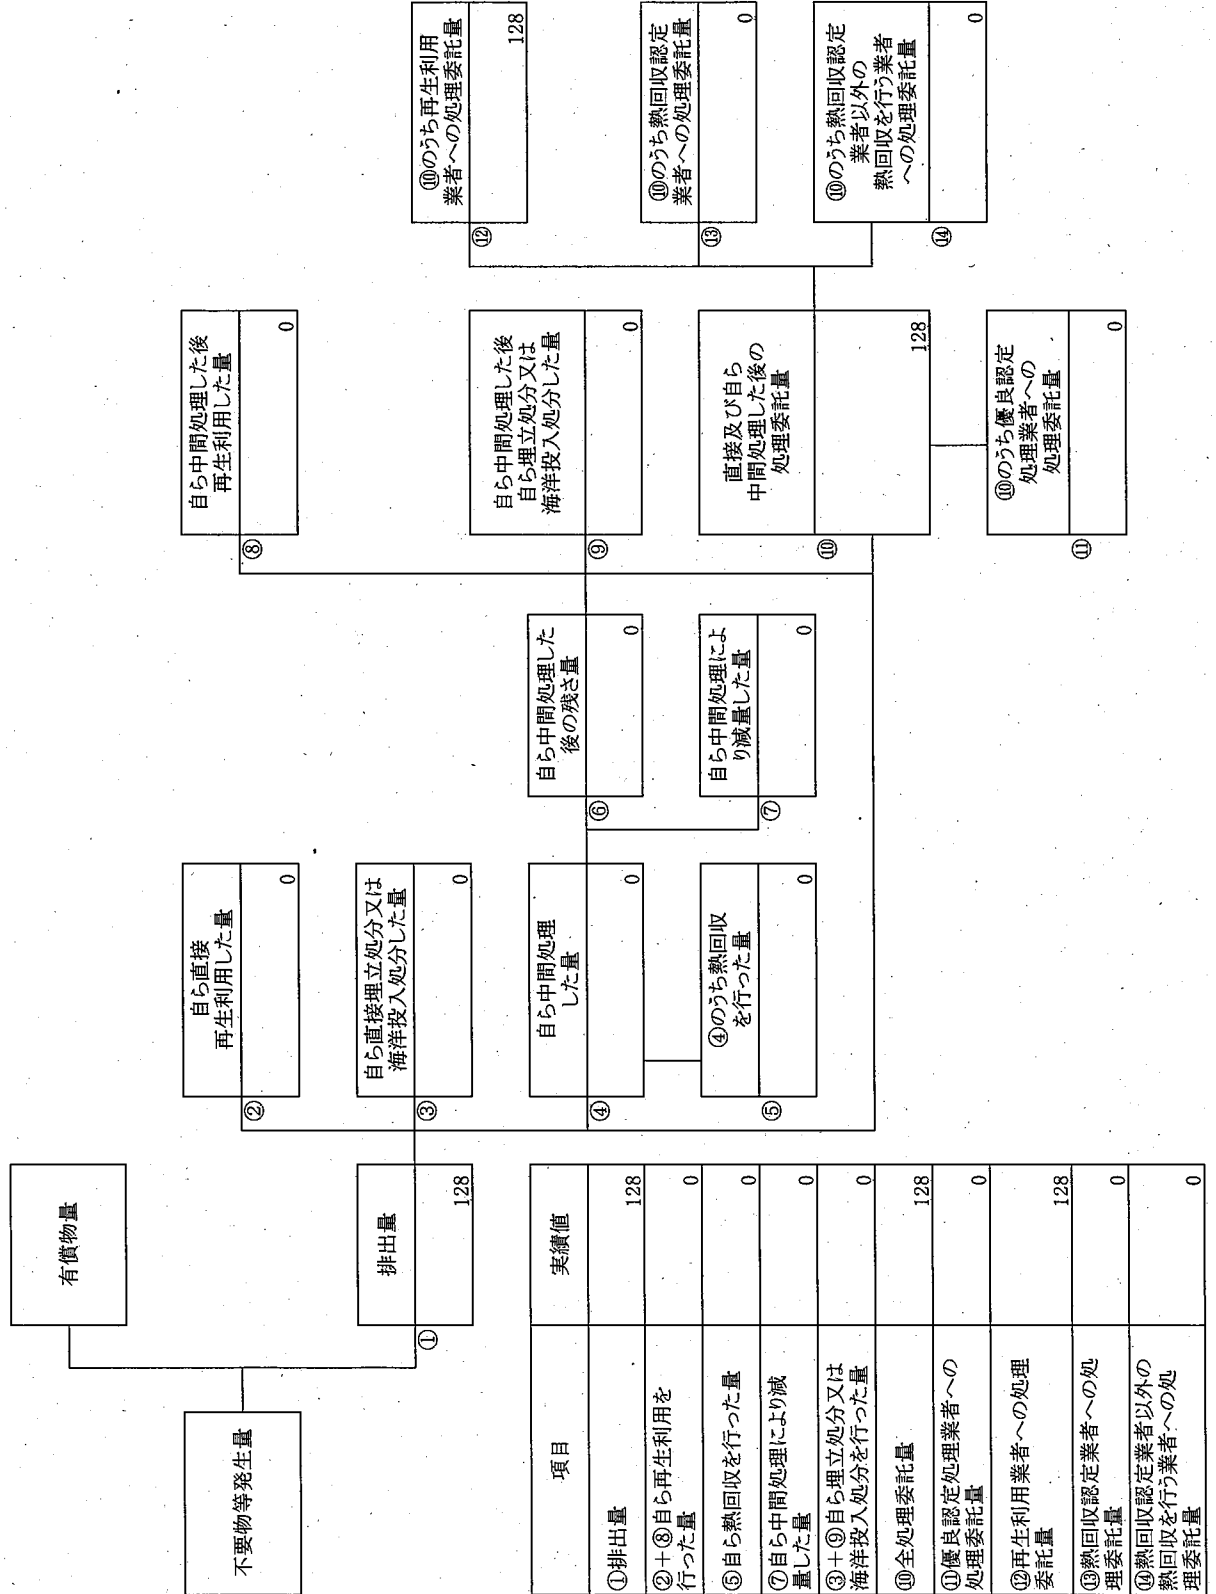 不要物等発生量
有償物量
排出量
①
128
自ら直接
再生利用した量
②
0
自ら直接埋立処分又は
海洋投入処分した量
③
0
自ら中間処理
した量
④
0
④のうち熱回収
を行った量
⑤
0
自ら中間処理した
後の残さ量
⑥
0
自ら中間処理によ
り減量した量
⑦
0
自ら中間処理した後
再生利用した量
⑧
0
自ら中間処理した後
自ら埋立処分又は
海洋投入処分した量
⑨
0
直接及び自ら
中間処理した後の
処理委託量
⑩
128
⑩のうち優良認定
処理業者への
処理委託量
⑪
0
⑩のうち再生利用
業者への処理委託量
⑫
128
⑩のうち熱回収認定
業者への処理委託量
⑬
0
⑩のうち熱回収認定
業者以外の
熱回収を行う業者
への処理委託量
⑭
0
項目 実績値
①排出量 128
②+⑧自ら再生利用を
行った量 0
⑤自ら熱回収を行った量 0
⑦自ら中間処理により減
量した量 0
③+⑨自ら埋立処分又は
海洋投入処分を行った量 0
⑩全処理委託量 128
⑪優良認定処理業者への
処理委託量 0
⑫再生利用業者への処理
委託量 128
⑬熱回収認定業者への処
理委託量 0
⑭熱回収認定業者以外の
熱回収を行う業者への処
理委託量 0